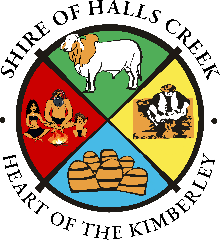 SHIRE OF HALLS CREEK
HEART OF THE KIMBERLEY